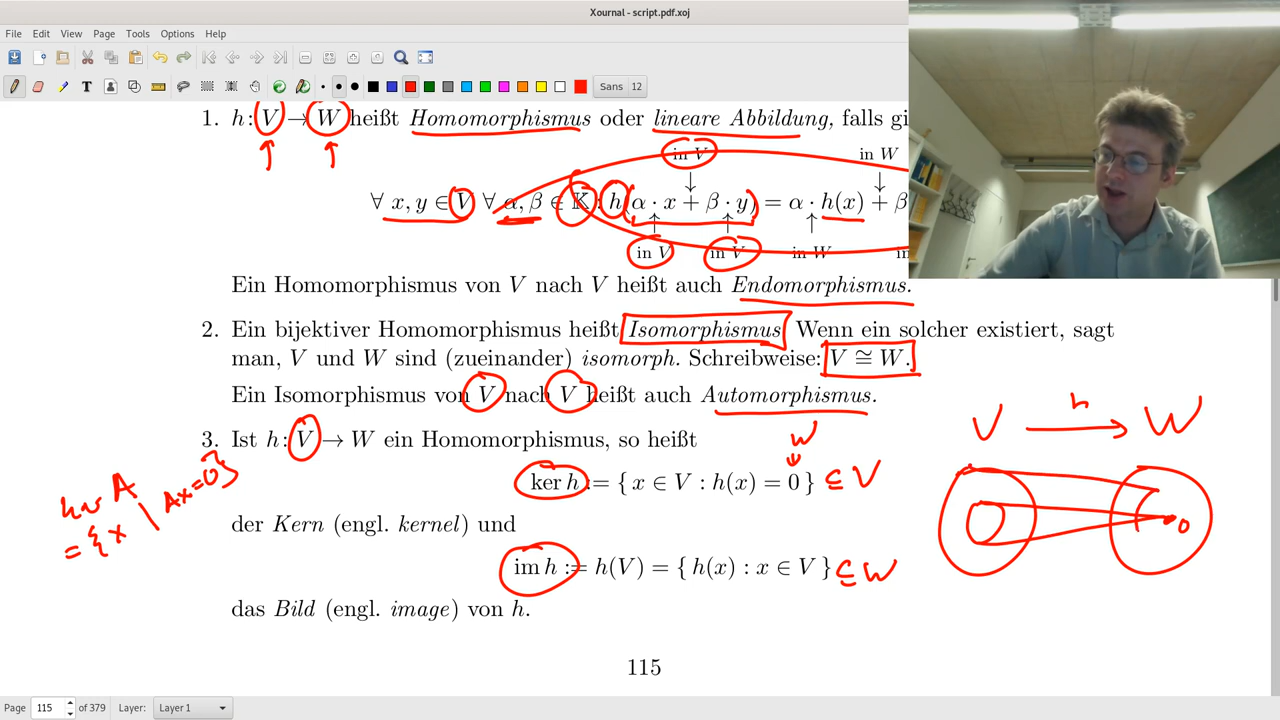 Xournal - script.pdf.xoj
File Edit View Page Tools Options Help
T Sans 12
1. h: V → W heißt Homomorphismus oder lineare Abbildung, falls gi
in V in W
↓ ↓
∀ x, y ∈ V ∀ α, β ∈ 𝕂: h(α · x + β · y) = α · h(x) + β
↑ ↑ ↑
in V in V in W in
Ein Homomorphismus von V nach V heißt auch Endomorphismus.
2. Ein bijektiver Homomorphismus heißt Isomorphismus. Wenn ein solcher existiert, sagt
man, V und W sind (zueinander) isomorph. Schreibweise: V ≅ W.
Ein Isomorphismus von V nach V heißt auch Automorphismus.
V h → W
3. Ist h: V → W ein Homomorphismus, so heißt
W
↓
ker h := { x ∈ V : h(x) = 0 } ⊆ V
ker A
= { x | Ax = 0 }
0
der Kern (engl. kernel) und
im h := h(V) = { h(x) : x ∈ V } ⊆ W
das Bild (engl. image) von h.
115
Page 115 of 379 Layer: Layer 1